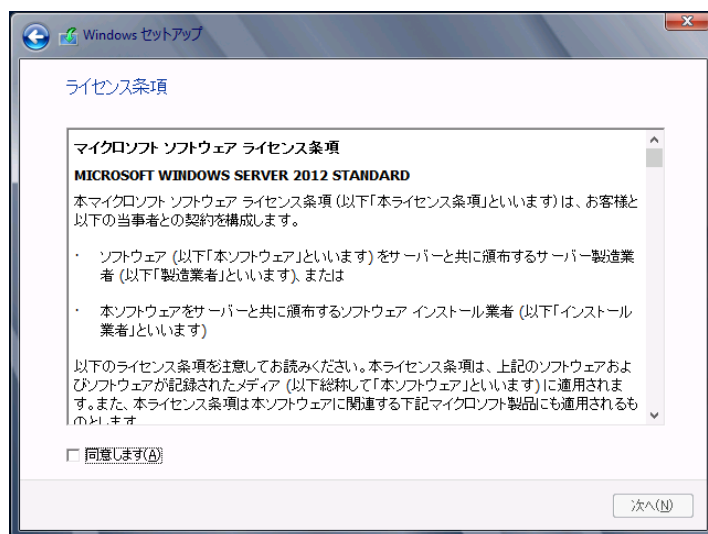 Windows セットアップ
ライセンス条項
マイクロソフト ソフトウェア ライセンス条項
MICROSOFT WINDOWS SERVER 2012 STANDARD
本マイクロソフト ソフトウェア ライセンス条項 (以下「本ライセンス条項」といいます) は、お客様と
以下の当事者との契約を構成します。
· ソフトウェア (以下「本ソフトウェア」といいます) をサーバーと共に頒布するサーバー製造業
者 (以下「製造業者」といいます)、または
· 本ソフトウェアをサーバーと共に頒布するソフトウェア インストール業者 (以下「インストール
業者」といいます)
以下のライセンス条項を注意してお読みください。本ライセンス条項は、上記のソフトウェアおよ
びソフトウェアが記録されたメディア (以下総称して「本ソフトウェア」といいます) に適用されま
す。また、本ライセンス条項は本ソフトウェアに関連する下記マイクロソフト製品にも適用されるも
のとします
同意します(A)
次へ(N)